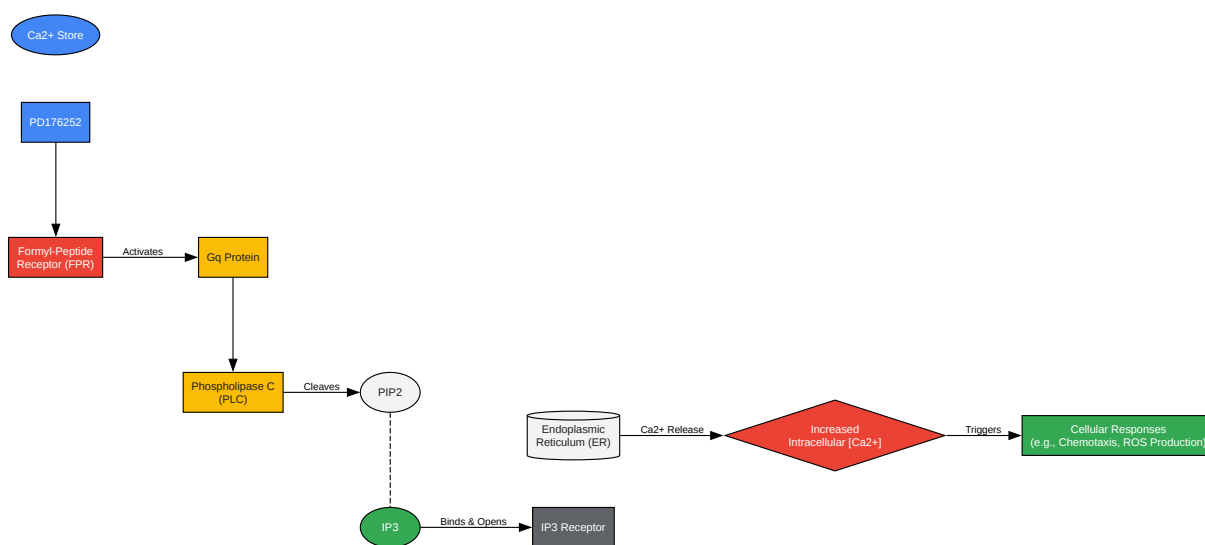 Ca2+ Store
PD176252
Formyl-Peptide
Receptor (FPR)
Activates
Gq Protein
Phospholipase C
(PLC)
Cleaves
PIP2
Endoplasmic
Reticulum (ER)
Ca2+ Release
Increased
Intracellular [Ca2+]
Triggers
Cellular Responses
(e.g., Chemotaxis, ROS Production)
IP3
Binds & Opens
IP3 Receptor